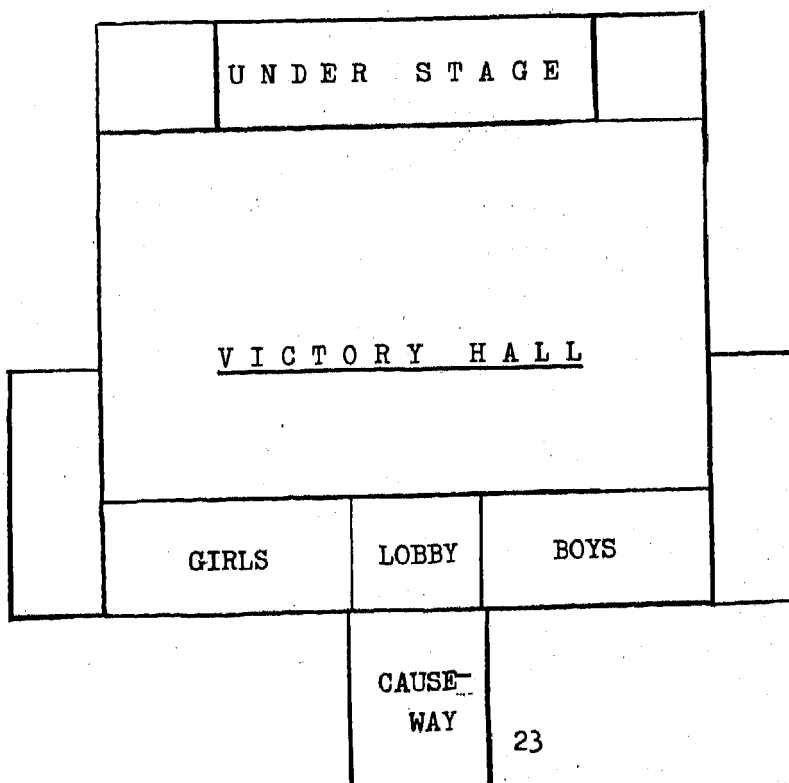 UNDER STAGE
VICTORY HALL
GIRLS
LOBBY
BOYS
CAUSE-
WAY
23